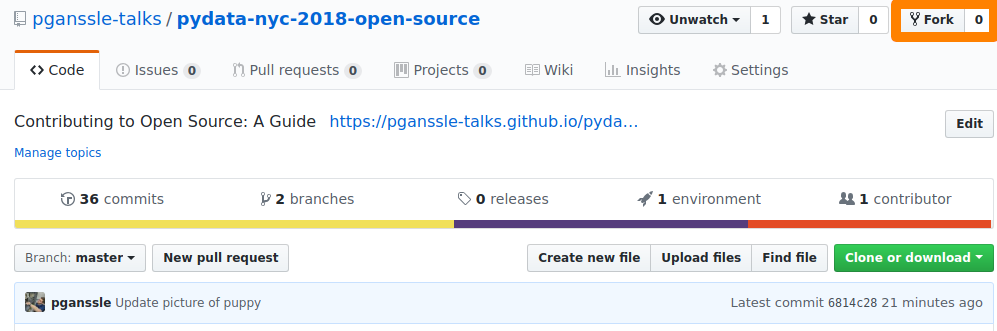 pganssle-talks / pydata-nyc-2018-open-source Unwatch 1 Star 0 Fork 0
Code Issues 0 Pull requests 0 Projects 0 Wiki Insights Settings
Contributing to Open Source: A Guide https://pganssle-talks.github.io/pyda… Edit
Manage topics
36 commits 2 branches 0 releases 1 environment 1 contributor
Branch: master New pull request Create new file Upload files Find file Clone or download
pganssle Update picture of puppy Latest commit 6814c28 21 minutes ago